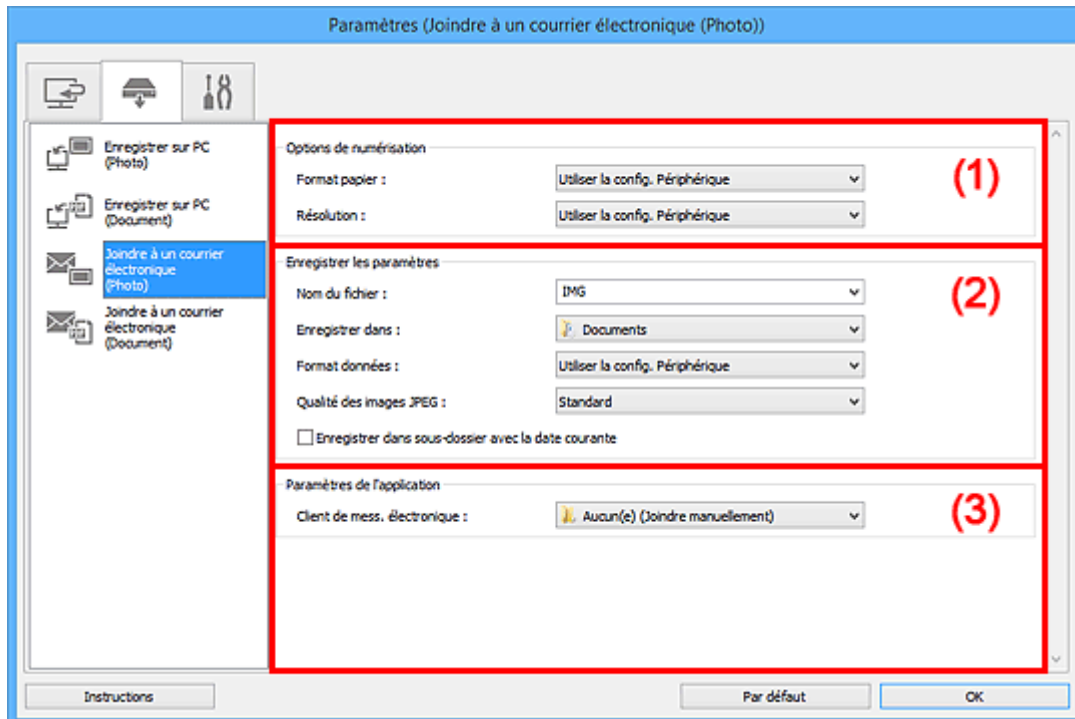 Paramètres (Joindre à un courrier électronique (Photo))
Enregistrer sur PC
(Photo)
Enregistrer sur PC
(Document)
Joindre à un courrier
électronique
(Photo)
Joindre à un courrier
électronique
(Document)
Options de numérisation
(1)
Format papier : Utiliser la config. Périphérique
Résolution : Utiliser la config. Périphérique
Enregistrer les paramètres
(2)
Nom du fichier : IMG
Enregistrer dans : Documents
Format données : Utiliser la config. Périphérique
Qualité des images JPEG : Standard
Enregistrer dans sous-dossier avec la date courante
Paramètres de l'application
(3)
Client de mess. électronique : Aucun(e) (Joindre manuellement)
Instructions Par défaut OK